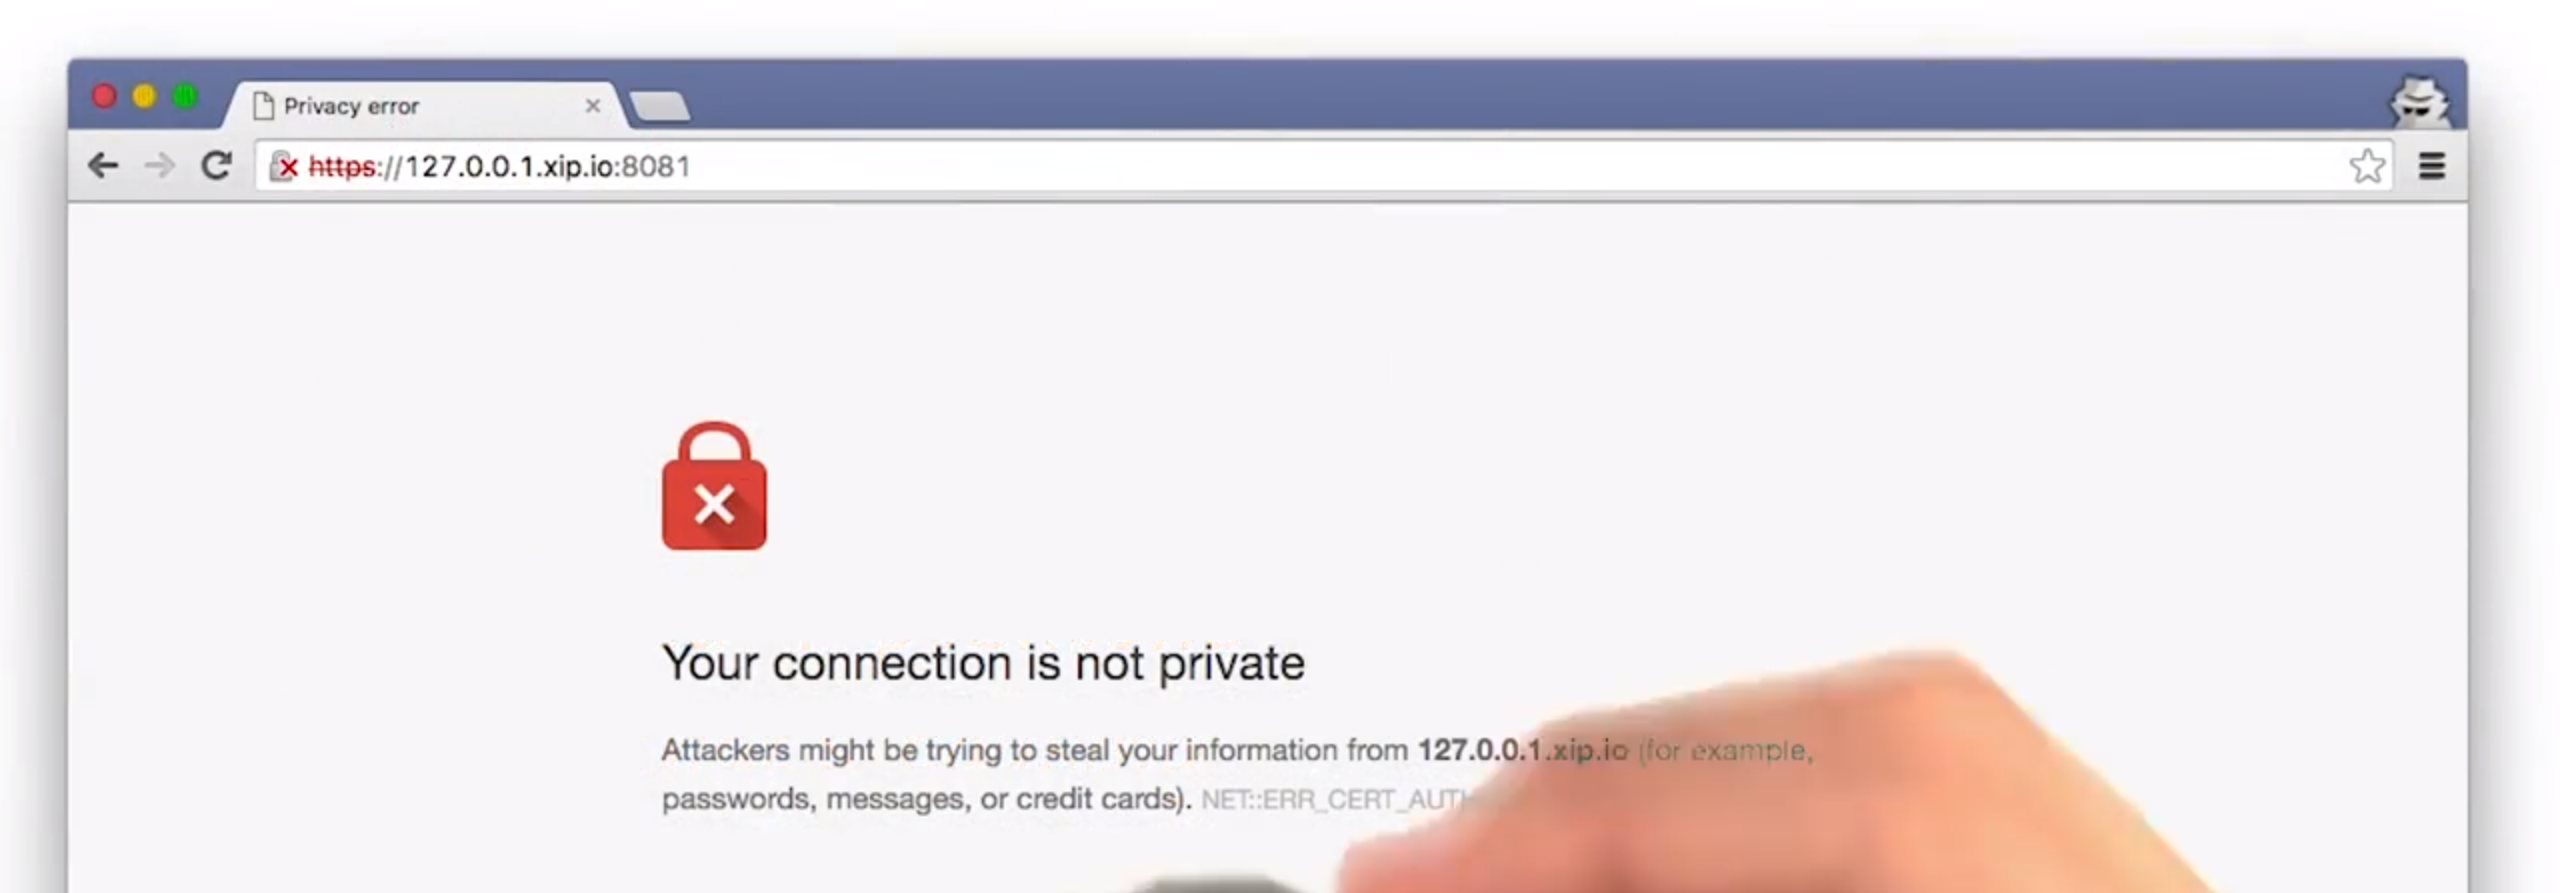 Privacy error
https://127.0.0.1.xip.io:8081
Your connection is not private
Attackers might be trying to steal your information from 127.0.0.1.xip.io (for example,
passwords, messages, or credit cards). NET::ERR_CERT_AUTH